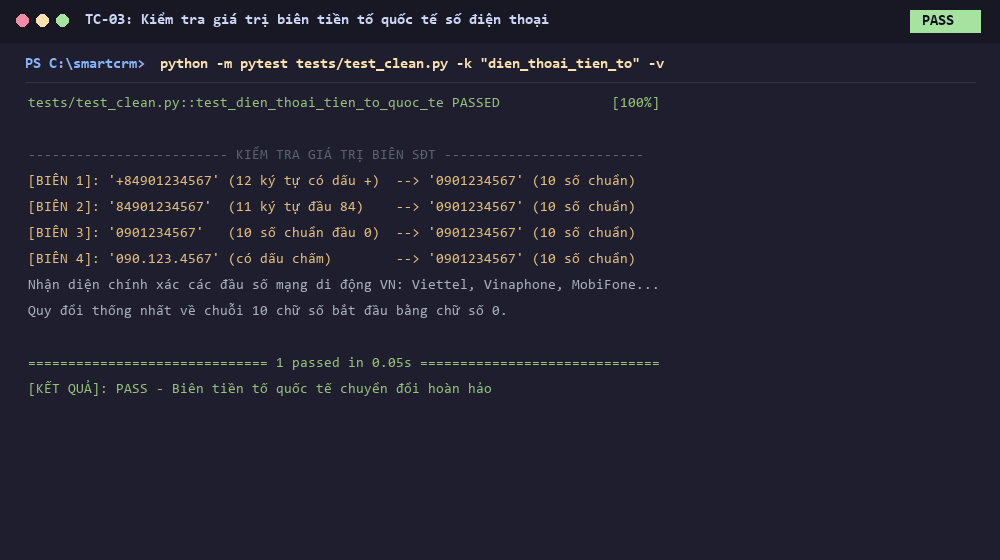 TC-03: Kiểm tra giá trị biên tiền tố quốc tế số điện thoại
PASS
PS C:\smartcrm> python -m pytest tests/test_clean.py -k "dien_thoai_tien_to" -v
tests/test_clean.py::test_dien_thoai_tien_to_quoc_te PASSED              [100%]
------------------------- KIỂM TRA GIÁ TRỊ BIÊN SĐT -------------------------
[BIÊN 1]: '+84901234567' (12 ký tự có dấu +)  --> '0901234567' (10 số chuẩn)
[BIÊN 2]: '84901234567'  (11 ký tự đầu 84)    --> '0901234567' (10 số chuẩn)
[BIÊN 3]: '0901234567'   (10 số chuẩn đầu 0)  --> '0901234567' (10 số chuẩn)
[BIÊN 4]: '090.123.4567' (có dấu chấm)        --> '0901234567' (10 số chuẩn)
Nhận diện chính xác các đầu số mạng di động VN: Viettel, Vinaphone, MobiFone...
Quy đổi thống nhất về chuỗi 10 chữ số bắt đầu bằng chữ số 0.
============================== 1 passed in 0.05s ==============================
[KẾT QUẢ]: PASS - Biên tiền tố quốc tế chuyển đổi hoàn hảo